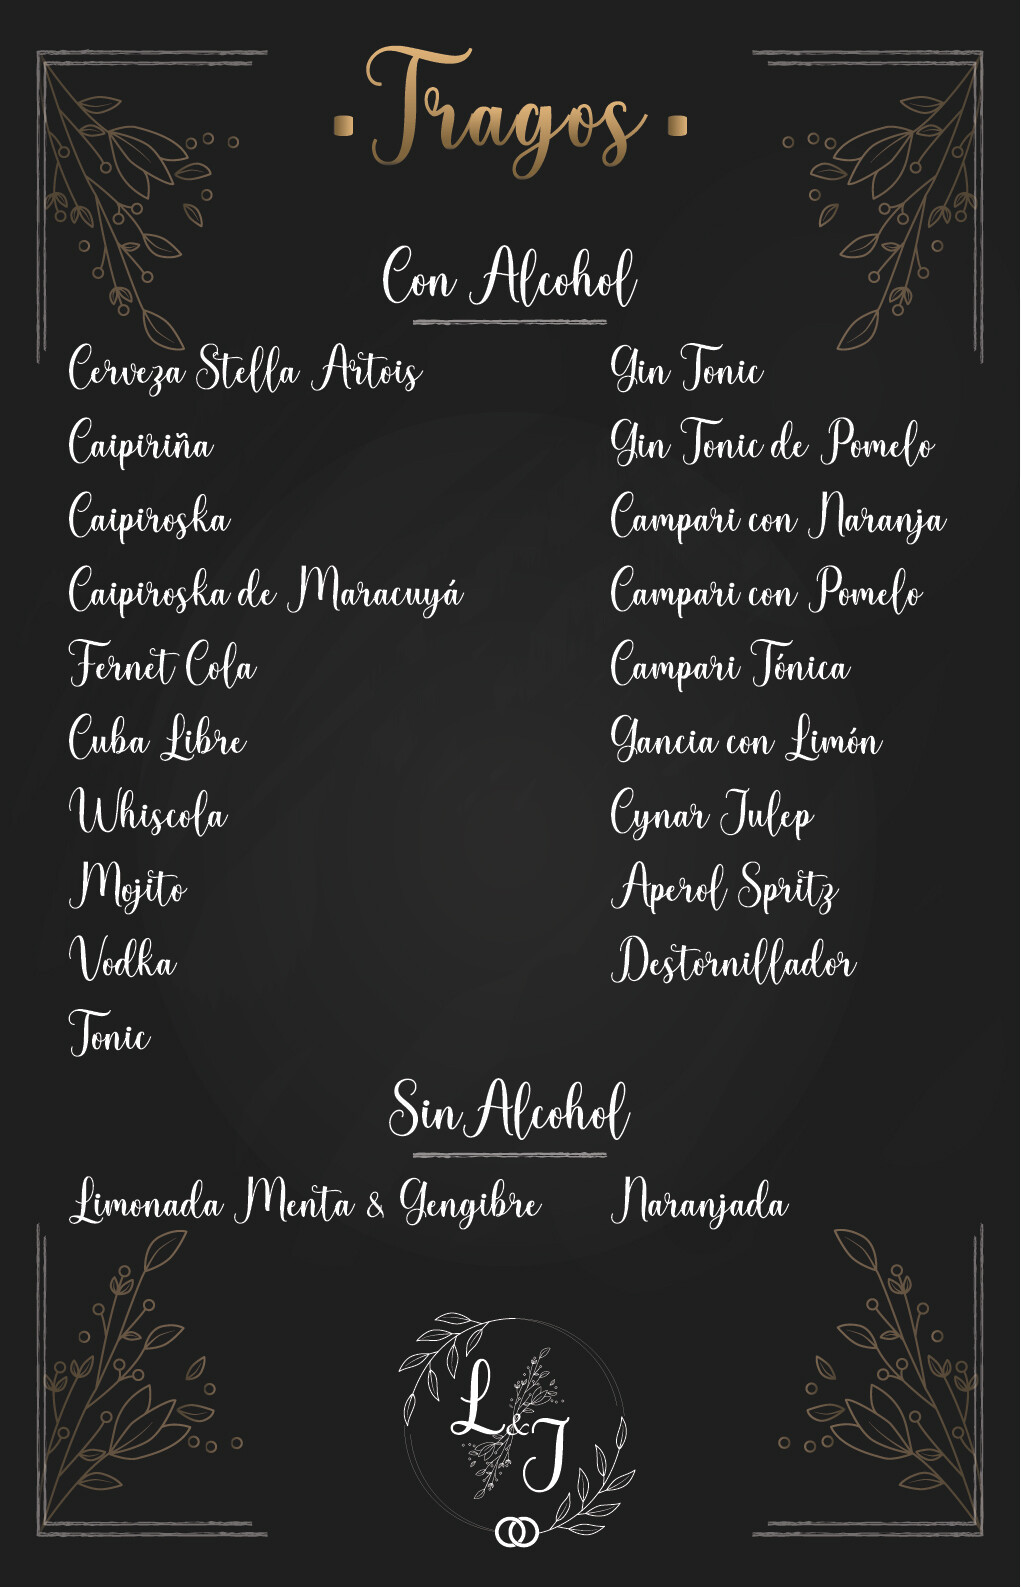 Tragos
Con Alcohol
Cerveza Stella Artois
Caipiriña
Caipiroska
Caipiroska de Maracuyá
Fernet Cola
Cuba Libre
Whiscola
Mojito
Vodka
Tonic
Gin Tonic
Gin Tonic de Pomelo
Campari con Naranja
Campari con Pomelo
Campari Tónica
Gancia con Limón
Cynar Julep
Aperol Spritz
Destornillador
Sin Alcohol
Limonada Menta & Gengibre
Naranjada
L & J